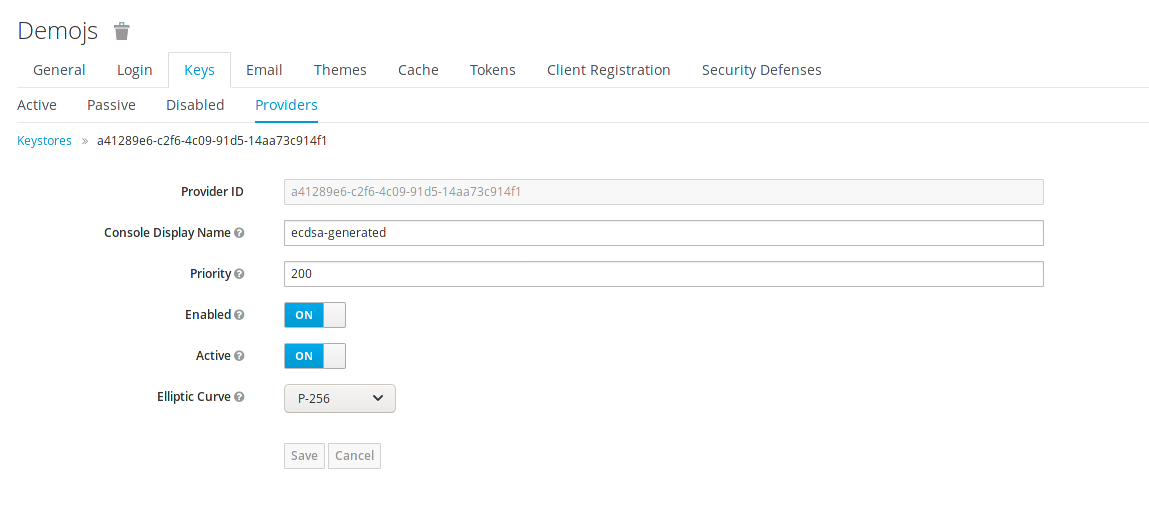 Demojs
General Login Keys Email Themes Cache Tokens Client Registration Security Defenses
Active Passive Disabled Providers
Keystores » a41289e6-c2f6-4c09-91d5-14aa73c914f1
Provider ID a41289e6-c2f6-4c09-91d5-14aa73c914f1
Console Display Name ? ecdsa-generated
Priority ? 200
Enabled ? ON
Active ? ON
Elliptic Curve ? P-256
Save Cancel